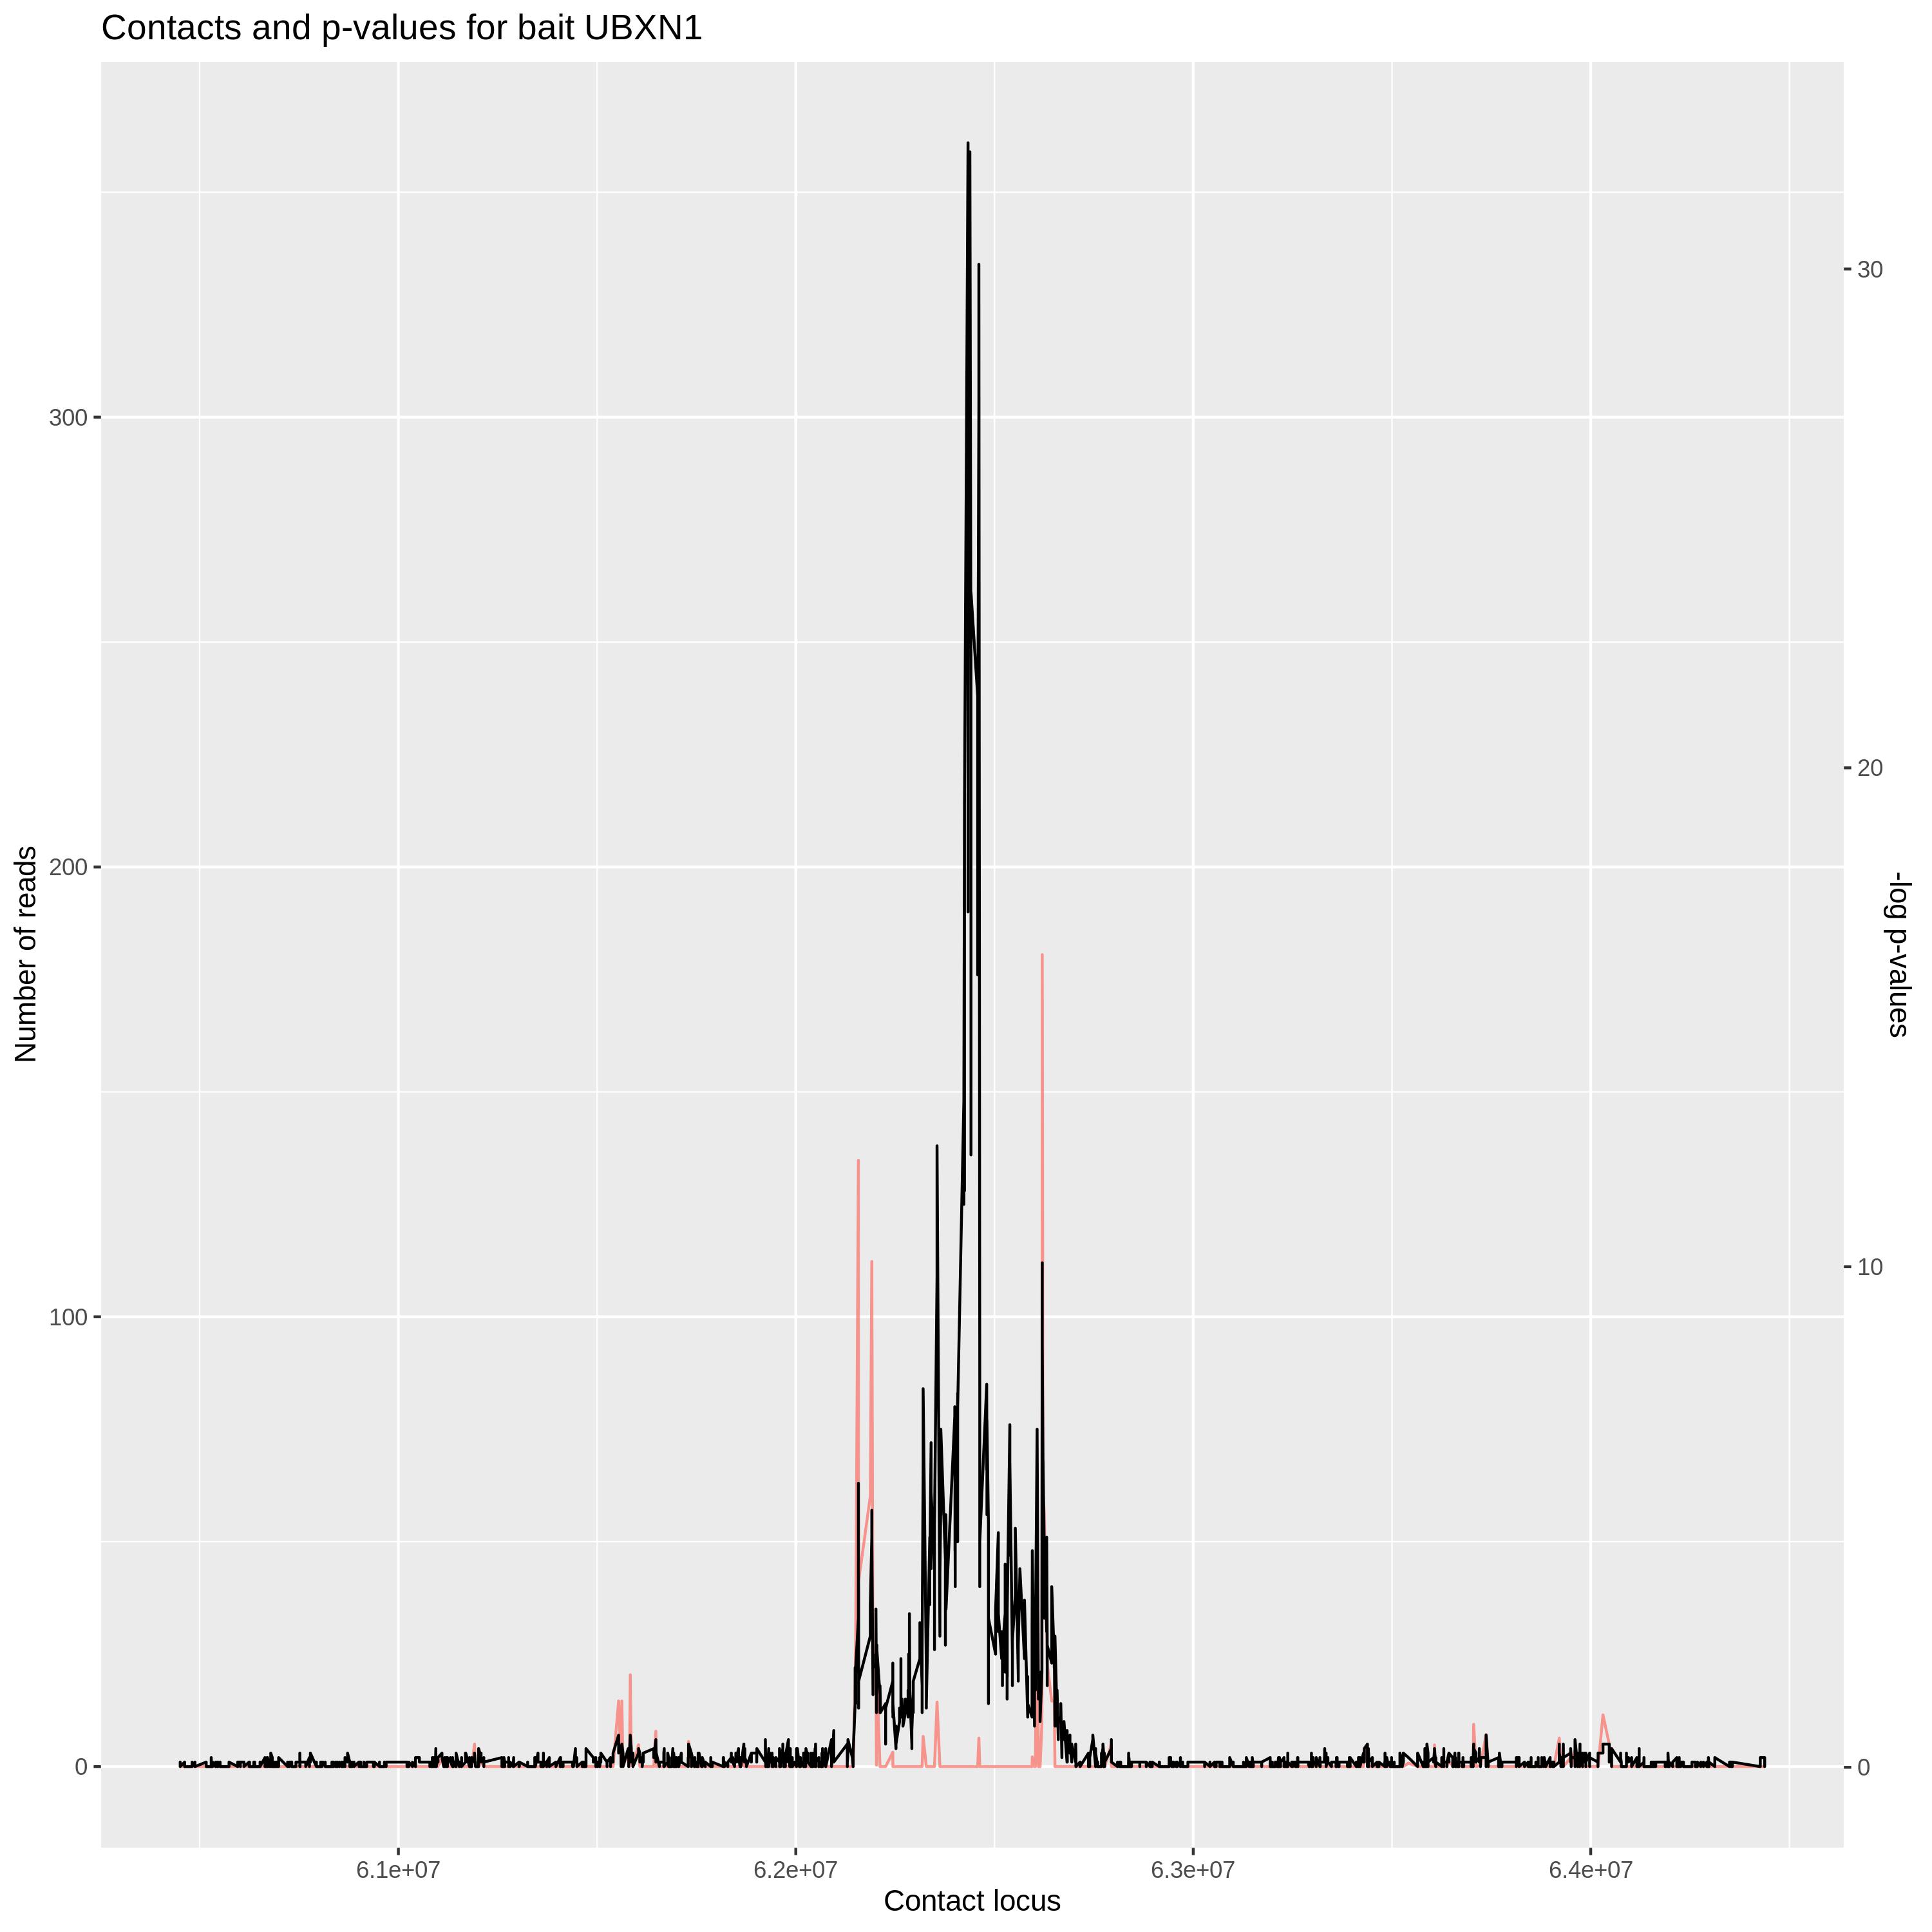 Contacts and p-values for bait UBXN1
Number of reads
300
200
100
0
30
20
10
0
-log p-values
6.1e+07
6.2e+07
6.3e+07
6.4e+07
Contact locus